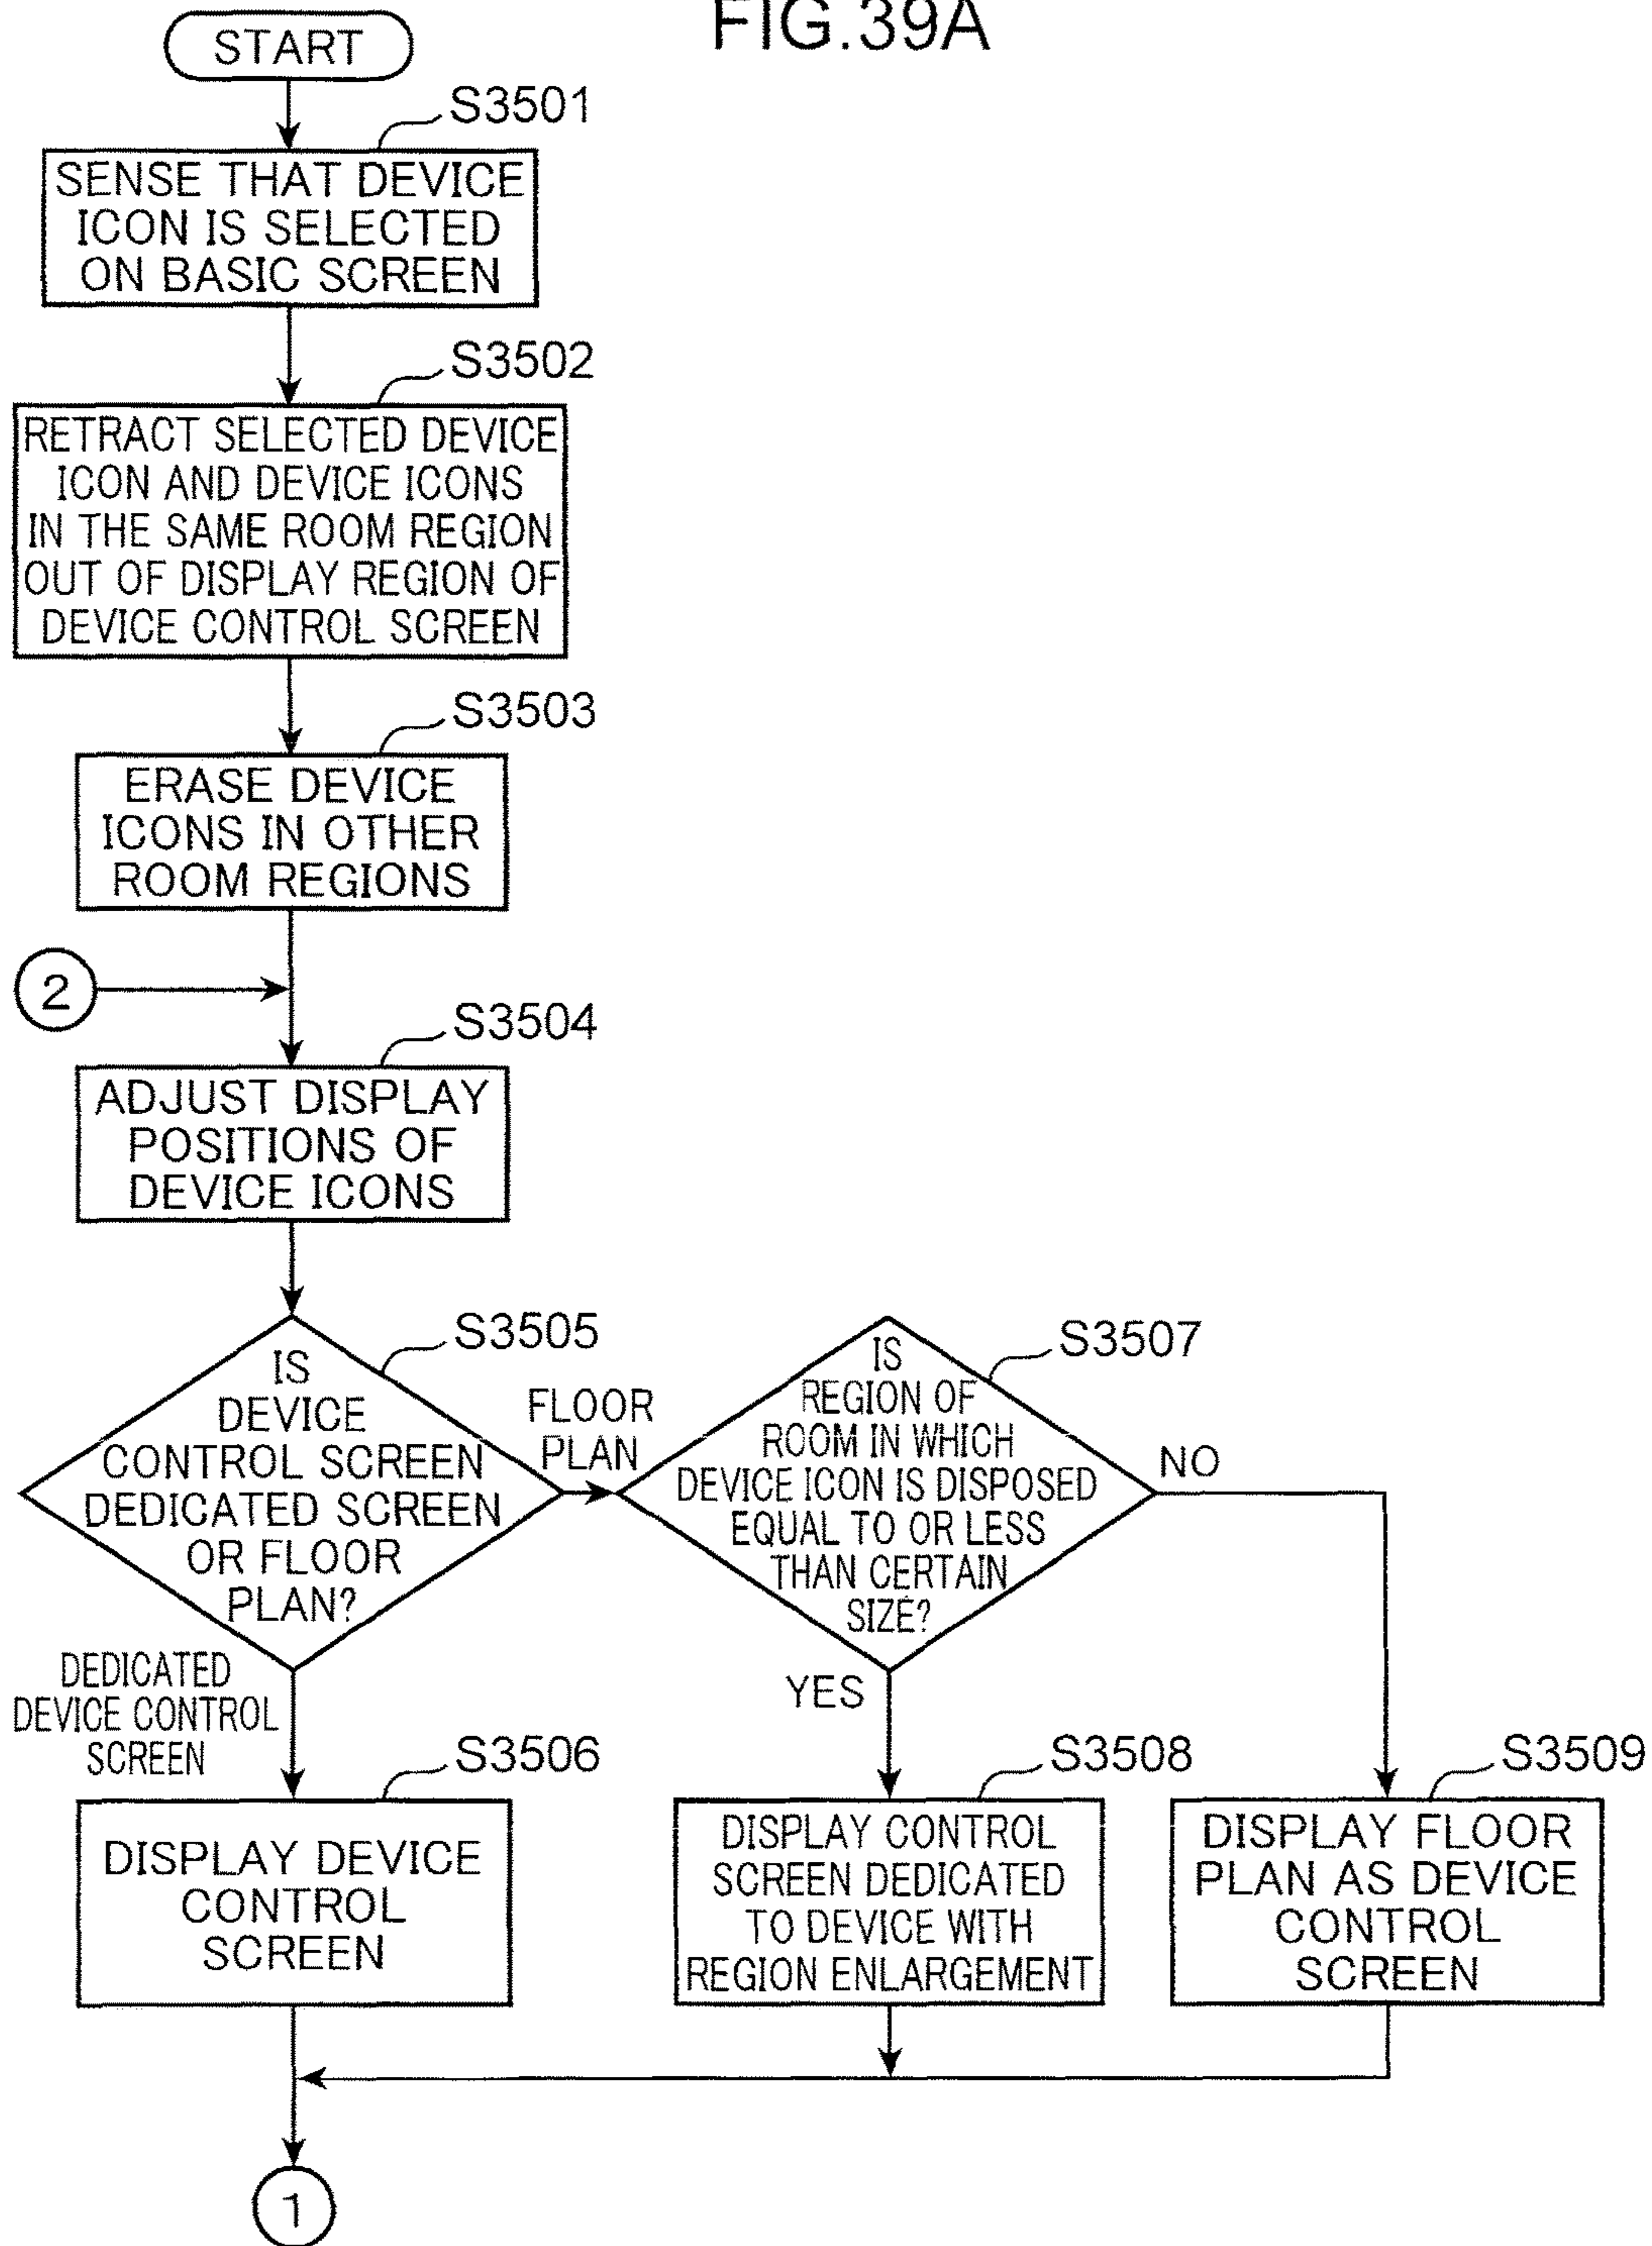 FIG.39A
START
S3501
SENSE THAT DEVICE
ICON IS SELECTED
ON BASIC SCREEN
S3502
RETRACT SELECTED DEVICE
ICON AND DEVICE ICONS
IN THE SAME ROOM REGION
OUT OF DISPLAY REGION OF
DEVICE CONTROL SCREEN
S3503
ERASE DEVICE
ICONS IN OTHER
ROOM REGIONS
2
S3504
ADJUST DISPLAY
POSITIONS OF
DEVICE ICONS
S3505
IS
DEVICE
CONTROL SCREEN
DEDICATED SCREEN
OR FLOOR
PLAN?
FLOOR
PLAN
S3507
IS
REGION OF
ROOM IN WHICH
DEVICE ICON IS DISPOSED
EQUAL TO OR LESS
THAN CERTAIN
SIZE?
NO
YES
DEDICATED
DEVICE CONTROL
SCREEN
S3506
DISPLAY DEVICE
CONTROL
SCREEN
S3508
DISPLAY CONTROL
SCREEN DEDICATED
TO DEVICE WITH
REGION ENLARGEMENT
S3509
DISPLAY FLOOR
PLAN AS DEVICE
CONTROL
SCREEN
1